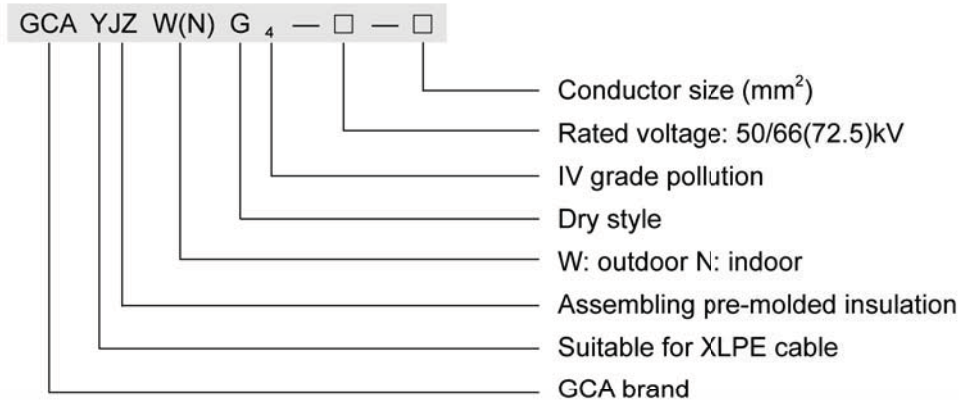 GCA YJZ W(N) G ₄ — □ — □
Conductor size (mm²)
Rated voltage: 50/66(72.5)kV
IV grade pollution
Dry style
W: outdoor N: indoor
Assembling pre-molded insulation
Suitable for XLPE cable
GCA brand